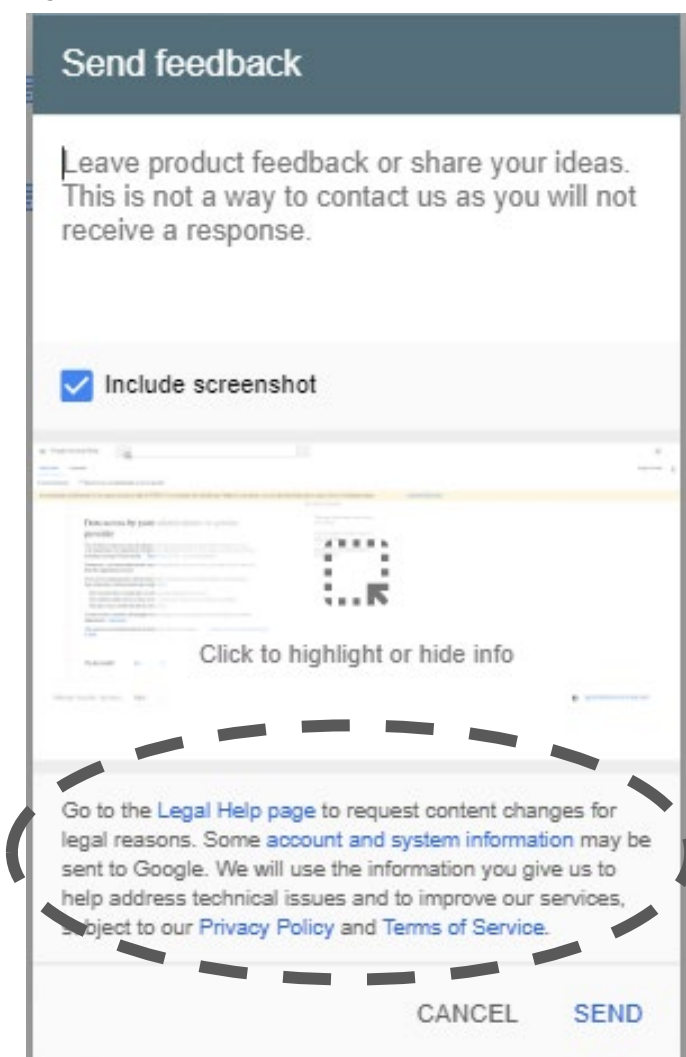 Send feedback
Leave product feedback or share your ideas.
This is not a way to contact us as you will not
receive a response.
Include screenshot
Click to highlight or hide info
Go to the Legal Help page to request content changes for
legal reasons. Some account and system information may be
sent to Google. We will use the information you give us to
help address technical issues and to improve our services,
subject to our Privacy Policy and Terms of Service.
CANCEL SEND